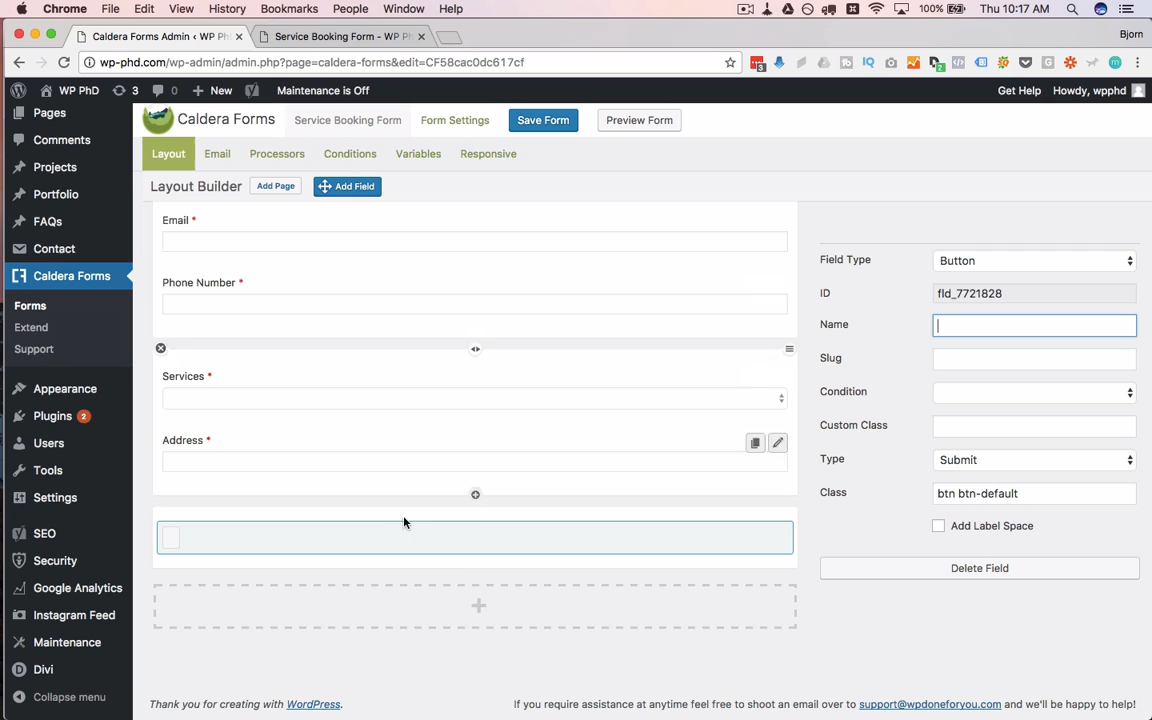 Chrome File Edit View History Bookmarks People Window Help 100% Thu 10:17 AM
Caldera Forms Admin ‹ WP Ph Service Booking Form - WP Ph Bjorn
wp-phd.com/wp-admin/admin.php?page=caldera-forms&edit=CF58cac0dc617cf
WP PhD 3 0 New Maintenance is Off Get Help Howdy, wpphd
Pages
Comments
Projects
Portfolio
FAQs
Contact
Caldera Forms
Forms
Extend
Support
Appearance
Plugins 2
Users
Tools
Settings
SEO
Security
Google Analytics
Instagram Feed
Maintenance
Divi
Collapse menu
Caldera Forms Service Booking Form Form Settings Save Form Preview Form
Layout Email Processors Conditions Variables Responsive
Layout Builder Add Page Add Field
Email *
Phone Number *
Services *
Address *
Field Type Button
ID fld_7721828
Name
Slug
Condition
Custom Class
Type Submit
Class btn btn-default
Add Label Space
Delete Field
Thank you for creating with WordPress. If you require assistance at anytime feel free to shoot an email over to support@wpdoneforyou.com and we'll be happy to help!